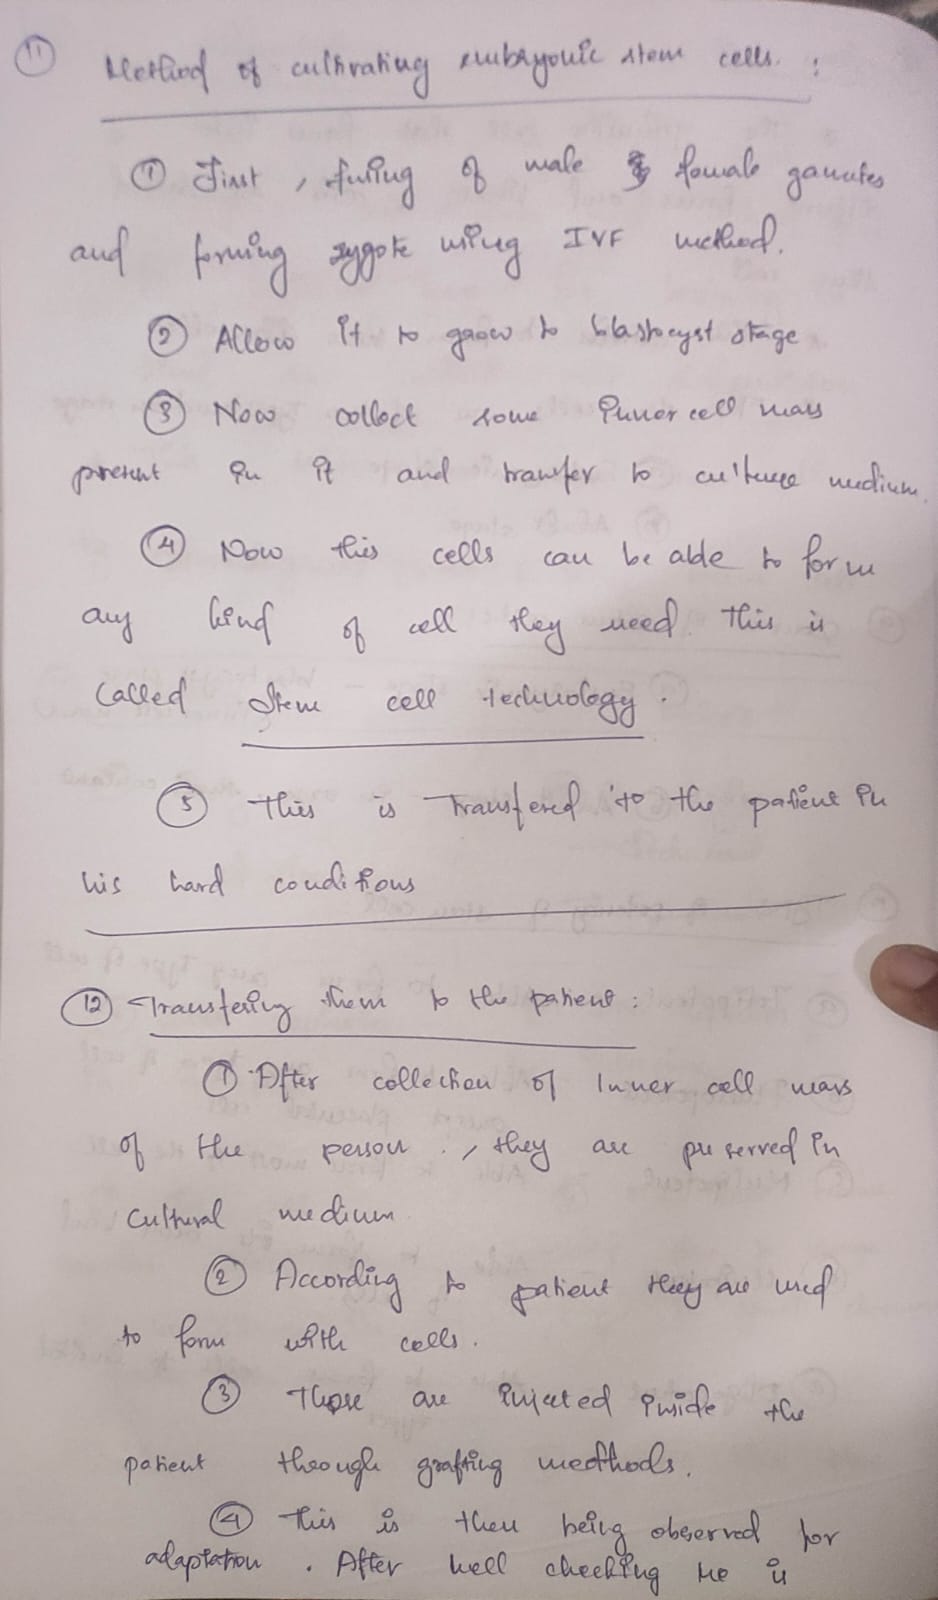 11 Method of cultivating embryonic stem cells. :
① First , fusing of male & female gamutes
and forming zygote using IVF method.
② Allow it to grow to blastocyst stage
③ Now collect some Inner cell mass
present in it and transfer to culture medium.
④ Now this cells can be able to form
any kind of cell they need. This is
called Stem cell technology.
⑤ This is Transfered to the patient in
his hard conditions
⑫ Transfering them to the patient :
① After collection of Inner cell mass
of the person , they are preserved in
cultural medium
② According to patient they are used
to form with cells.
③ Those are injected inside the
patient through grafting medthods.
④ This is then being observed for
adaptation . After well checking He is